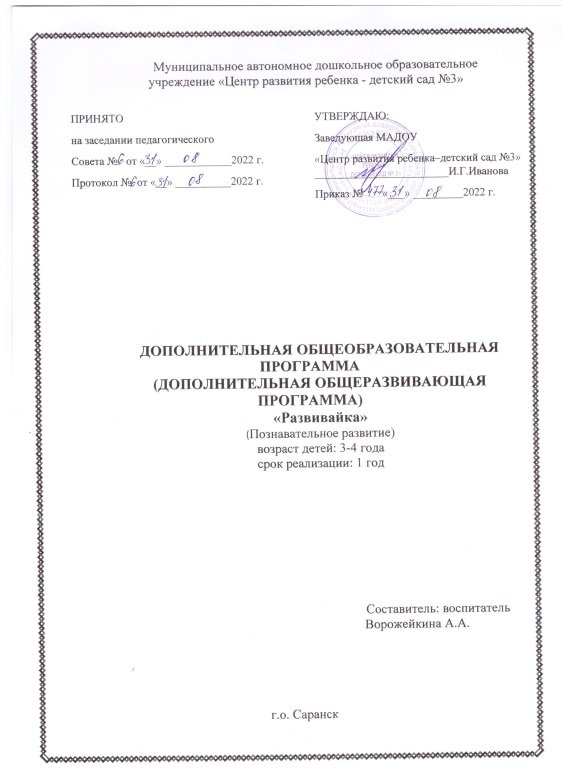 Муниципальное автономное дошкольное образовательное
учреждение «Центр развития ребенка - детский сад №3»
ПРИНЯТО
на заседании педагогического
Совета №6 от «31» 08 2022 г.
Протокол №6 от «31» 08 2022 г.
УТВЕРЖДАЮ:
Заведующая МАДОУ
«Центр развития ребенка–детский сад №3»
И.Г.Иванова
Приказ № «31» 08 2022 г.
ДОПОЛНИТЕЛЬНАЯ ОБЩЕОБРАЗОВАТЕЛЬНАЯ
ПРОГРАММА
(ДОПОЛНИТЕЛЬНАЯ ОБЩЕРАЗВИВАЮЩАЯ
ПРОГРАММА)
«Развивайка»
(Познавательное развитие)
возраст детей: 3-4 года
срок реализации: 1 год
Составитель: воспитатель
Ворожейкина А.А.
г.о. Саранск